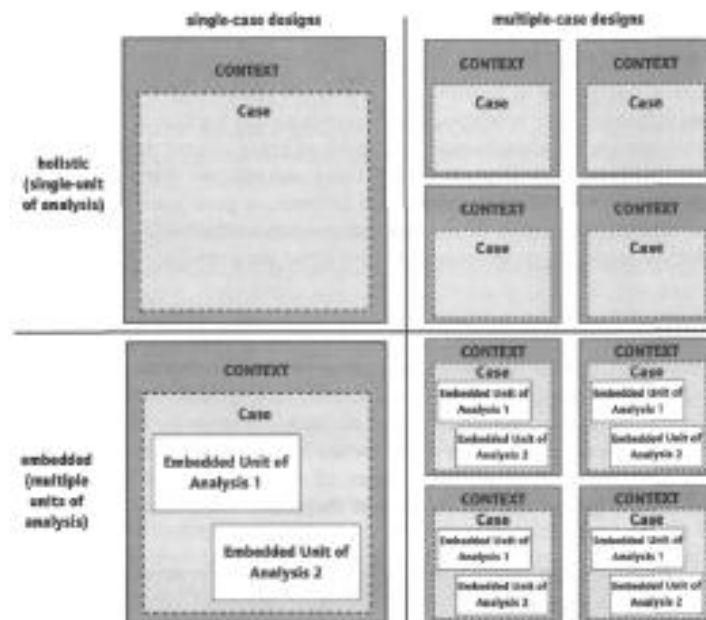 single-case designs
multiple-case designs
CONTEXT
Case
CONTEXT
Case
CONTEXT
Case
holistic
(single-unit
of analysis)
CONTEXT
Case
CONTEXT
Case
CONTEXT
Case
Embedded Unit of
Analysis 1
Embedded Unit of
Analysis 2
CONTEXT
Case
Embedded Unit of
Analysis 1
Embedded Unit of
Analysis 2
CONTEXT
Case
Embedded Unit of
Analysis 1
Embedded Unit of
Analysis 2
embedded
(multiple
units of
analysis)
CONTEXT
Case
Embedded Unit of
Analysis 1
Embedded Unit of
Analysis 2
CONTEXT
Case
Embedded Unit of
Analysis 1
Embedded Unit of
Analysis 2